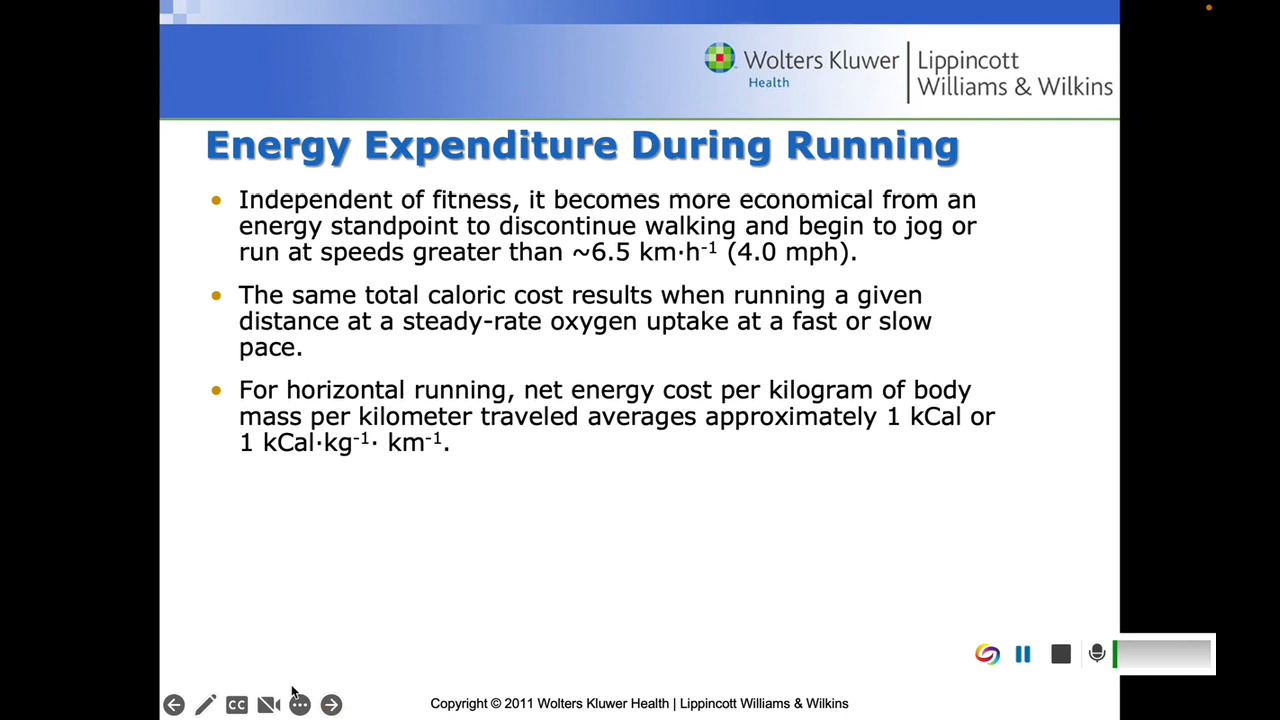 Wolters Kluwer
Health
Lippincott
Williams & Wilkins
Energy Expenditure During Running
• Independent of fitness, it becomes more economical from an
energy standpoint to discontinue walking and begin to jog or
run at speeds greater than ~6.5 km·h⁻¹ (4.0 mph).
• The same total caloric cost results when running a given
distance at a steady-rate oxygen uptake at a fast or slow
pace.
• For horizontal running, net energy cost per kilogram of body
mass per kilometer traveled averages approximately 1 kCal or
1 kCal·kg⁻¹· km⁻¹.
CC
Copyright © 2011 Wolters Kluwer Health | Lippincott Williams & Wilkins